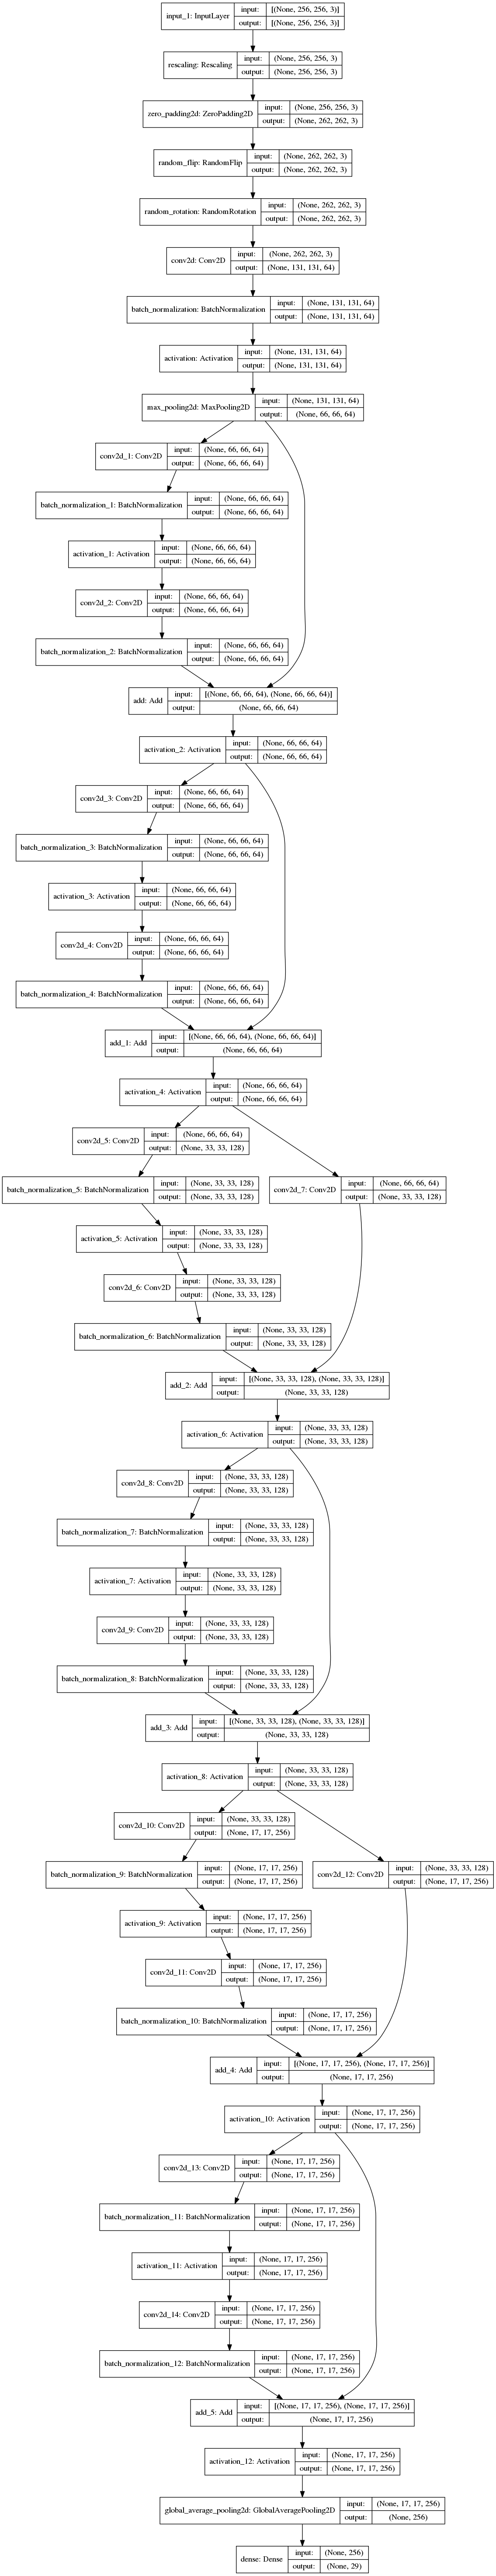 input_1: InputLayer
input: [(None, 256, 256, 3)]
output: [(None, 256, 256, 3)]
rescaling: Rescaling
input: (None, 256, 256, 3)
output: (None, 256, 256, 3)
zero_padding2d: ZeroPadding2D
input: (None, 256, 256, 3)
output: (None, 262, 262, 3)
random_flip: RandomFlip
input: (None, 262, 262, 3)
output: (None, 262, 262, 3)
random_rotation: RandomRotation
input: (None, 262, 262, 3)
output: (None, 262, 262, 3)
conv2d: Conv2D
input: (None, 262, 262, 3)
output: (None, 131, 131, 64)
batch_normalization: BatchNormalization
input: (None, 131, 131, 64)
output: (None, 131, 131, 64)
activation: Activation
input: (None, 131, 131, 64)
output: (None, 131, 131, 64)
max_pooling2d: MaxPooling2D
input: (None, 131, 131, 64)
output: (None, 66, 66, 64)
conv2d_1: Conv2D
input: (None, 66, 66, 64)
output: (None, 66, 66, 64)
batch_normalization_1: BatchNormalization
input: (None, 66, 66, 64)
output: (None, 66, 66, 64)
activation_1: Activation
input: (None, 66, 66, 64)
output: (None, 66, 66, 64)
conv2d_2: Conv2D
input: (None, 66, 66, 64)
output: (None, 66, 66, 64)
batch_normalization_2: BatchNormalization
input: (None, 66, 66, 64)
output: (None, 66, 66, 64)
add: Add
input: [(None, 66, 66, 64), (None, 66, 66, 64)]
output: (None, 66, 66, 64)
activation_2: Activation
input: (None, 66, 66, 64)
output: (None, 66, 66, 64)
conv2d_3: Conv2D
input: (None, 66, 66, 64)
output: (None, 66, 66, 64)
batch_normalization_3: BatchNormalization
input: (None, 66, 66, 64)
output: (None, 66, 66, 64)
activation_3: Activation
input: (None, 66, 66, 64)
output: (None, 66, 66, 64)
conv2d_4: Conv2D
input: (None, 66, 66, 64)
output: (None, 66, 66, 64)
batch_normalization_4: BatchNormalization
input: (None, 66, 66, 64)
output: (None, 66, 66, 64)
add_1: Add
input: [(None, 66, 66, 64), (None, 66, 66, 64)]
output: (None, 66, 66, 64)
activation_4: Activation
input: (None, 66, 66, 64)
output: (None, 66, 66, 64)
conv2d_5: Conv2D
input: (None, 66, 66, 64)
output: (None, 33, 33, 128)
batch_normalization_5: BatchNormalization
input: (None, 33, 33, 128)
output: (None, 33, 33, 128)
conv2d_7: Conv2D
input: (None, 66, 66, 64)
output: (None, 33, 33, 128)
activation_5: Activation
input: (None, 33, 33, 128)
output: (None, 33, 33, 128)
conv2d_6: Conv2D
input: (None, 33, 33, 128)
output: (None, 33, 33, 128)
batch_normalization_6: BatchNormalization
input: (None, 33, 33, 128)
output: (None, 33, 33, 128)
add_2: Add
input: [(None, 33, 33, 128), (None, 33, 33, 128)]
output: (None, 33, 33, 128)
activation_6: Activation
input: (None, 33, 33, 128)
output: (None, 33, 33, 128)
conv2d_8: Conv2D
input: (None, 33, 33, 128)
output: (None, 33, 33, 128)
batch_normalization_7: BatchNormalization
input: (None, 33, 33, 128)
output: (None, 33, 33, 128)
activation_7: Activation
input: (None, 33, 33, 128)
output: (None, 33, 33, 128)
conv2d_9: Conv2D
input: (None, 33, 33, 128)
output: (None, 33, 33, 128)
batch_normalization_8: BatchNormalization
input: (None, 33, 33, 128)
output: (None, 33, 33, 128)
add_3: Add
input: [(None, 33, 33, 128), (None, 33, 33, 128)]
output: (None, 33, 33, 128)
activation_8: Activation
input: (None, 33, 33, 128)
output: (None, 33, 33, 128)
conv2d_10: Conv2D
input: (None, 33, 33, 128)
output: (None, 17, 17, 256)
batch_normalization_9: BatchNormalization
input: (None, 17, 17, 256)
output: (None, 17, 17, 256)
conv2d_12: Conv2D
input: (None, 33, 33, 128)
output: (None, 17, 17, 256)
activation_9: Activation
input: (None, 17, 17, 256)
output: (None, 17, 17, 256)
conv2d_11: Conv2D
input: (None, 17, 17, 256)
output: (None, 17, 17, 256)
batch_normalization_10: BatchNormalization
input: (None, 17, 17, 256)
output: (None, 17, 17, 256)
add_4: Add
input: [(None, 17, 17, 256), (None, 17, 17, 256)]
output: (None, 17, 17, 256)
activation_10: Activation
input: (None, 17, 17, 256)
output: (None, 17, 17, 256)
conv2d_13: Conv2D
input: (None, 17, 17, 256)
output: (None, 17, 17, 256)
batch_normalization_11: BatchNormalization
input: (None, 17, 17, 256)
output: (None, 17, 17, 256)
activation_11: Activation
input: (None, 17, 17, 256)
output: (None, 17, 17, 256)
conv2d_14: Conv2D
input: (None, 17, 17, 256)
output: (None, 17, 17, 256)
batch_normalization_12: BatchNormalization
input: (None, 17, 17, 256)
output: (None, 17, 17, 256)
add_5: Add
input: [(None, 17, 17, 256), (None, 17, 17, 256)]
output: (None, 17, 17, 256)
activation_12: Activation
input: (None, 17, 17, 256)
output: (None, 17, 17, 256)
global_average_pooling2d: GlobalAveragePooling2D
input: (None, 17, 17, 256)
output: (None, 256)
dense: Dense
input: (None, 256)
output: (None, 29)